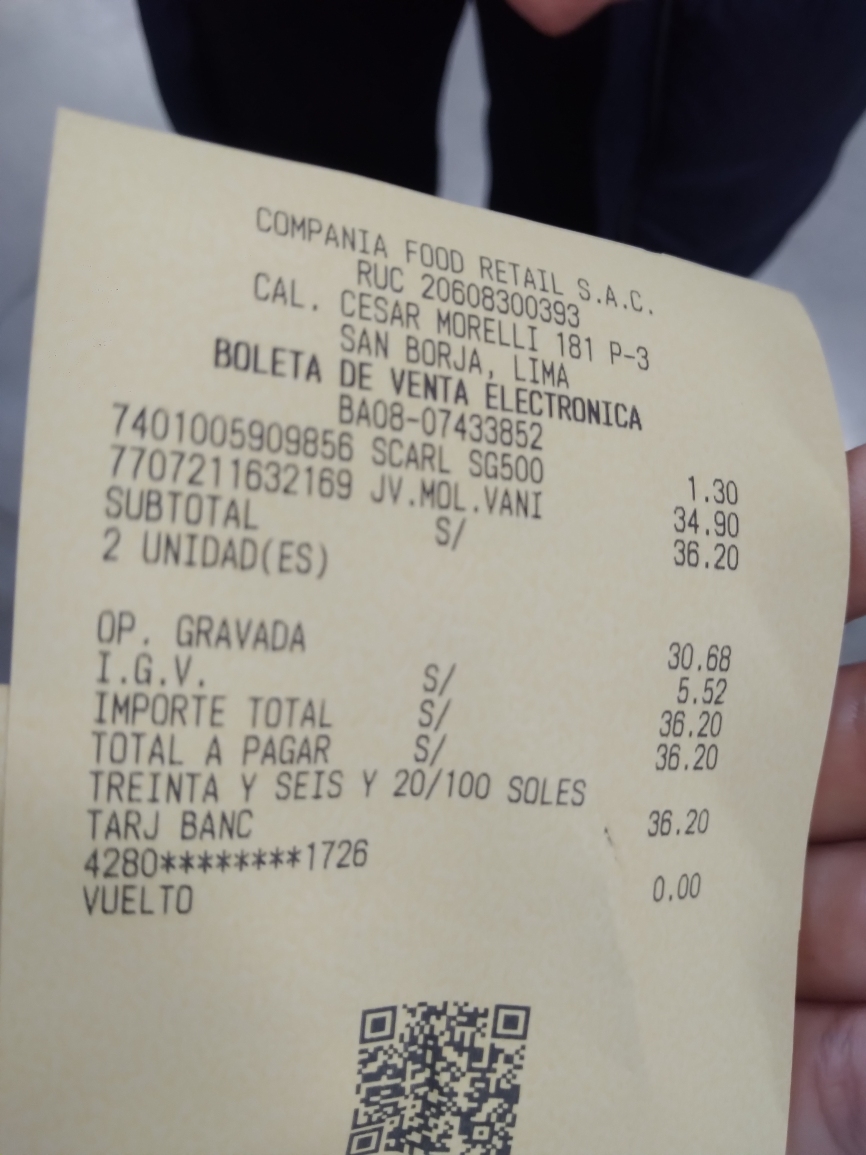 COMPANIA FOOD RETAIL S.A.C.
RUC 20608300393
CAL. CESAR MORELLI 181 P-3
SAN BORJA, LIMA
BOLETA DE VENTA ELECTRONICA
BA08-07433852
7401005909856 SCARL SG500 1.30
7707211632169 JV.MOL.VANI 34.90
SUBTOTAL S/ 36.20
2 UNIDAD(ES)
OP. GRAVADA 30.68
I.G.V. S/ 5.52
IMPORTE TOTAL S/ 36.20
TOTAL A PAGAR S/ 36.20
TREINTA Y SEIS Y 20/100 SOLES
TARJ BANC 36.20
4280********1726
VUELTO 0.00